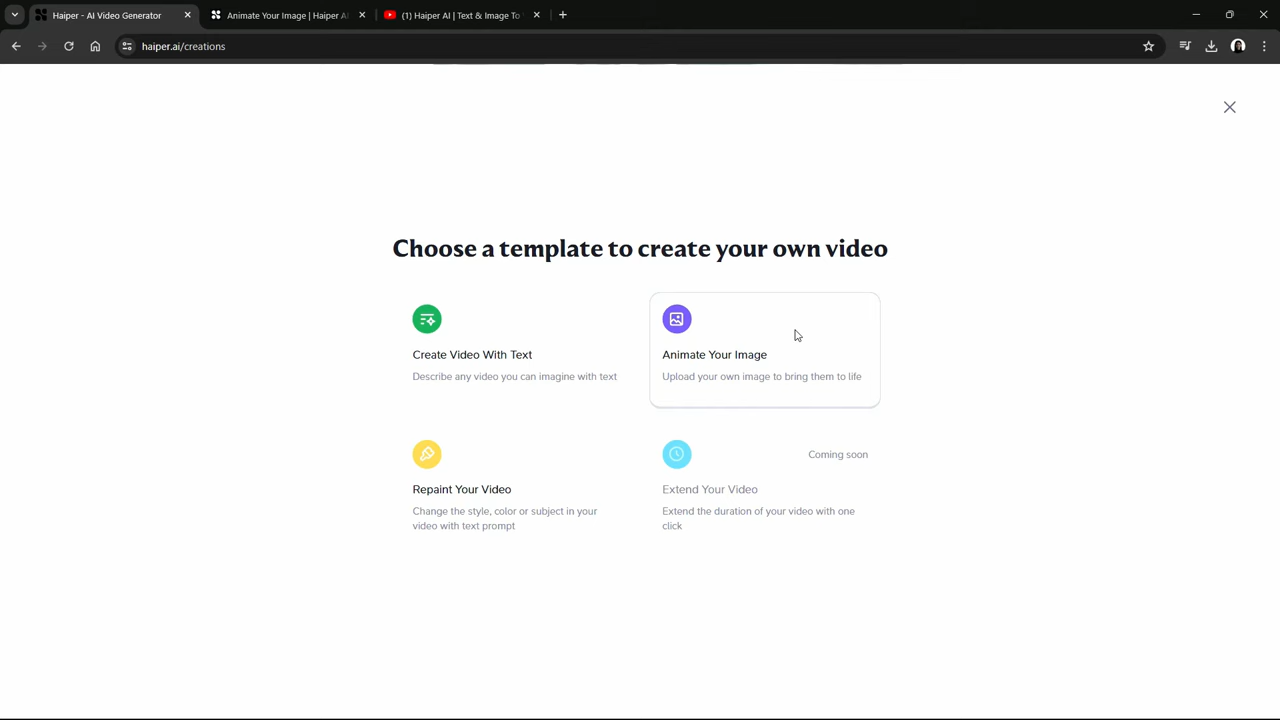 Haiper - AI Video Generator
Animate Your Image | Haiper AI
(1) Haiper AI | Text & Image To
haiper.ai/creations
Choose a template to create your own video
Create Video With Text
Describe any video you can imagine with text
Animate Your Image
Upload your own image to bring them to life
Repaint Your Video
Change the style, color or subject in your
video with text prompt
Coming soon
Extend Your Video
Extend the duration of your video with one
click